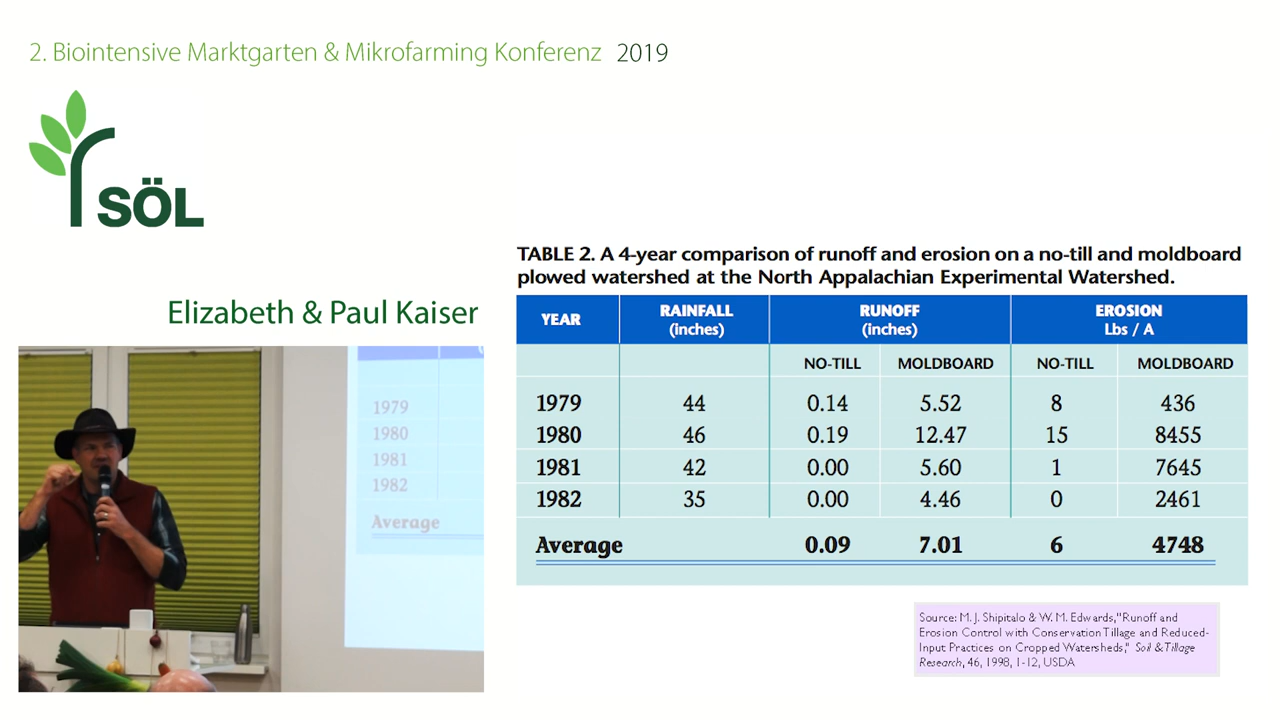 2. Biointensive Marktgarten & Mikrofarming Konferenz 2019
SÖL
Elizabeth & Paul Kaiser
TABLE 2. A 4-year comparison of runoff and erosion on a no-till and moldboard
plowed watershed at the North Appalachian Experimental Watershed.
YEAR RAINFALL (inches) RUNOFF (inches) EROSION Lbs / A
NO-TILL MOLDBOARD NO-TILL MOLDBOARD
1979 44 0.14 5.52 8 436
1980 46 0.19 12.47 15 8455
1981 42 0.00 5.60 1 7645
1982 35 0.00 4.46 0 2461
Average 0.09 7.01 6 4748
1979
1980
1981
1982
Average
Source: M. J. Shipitalo & W. M. Edwards, "Runoff and
Erosion Control with Conservation Tillage and Reduced-
Input Practices on Cropped Watersheds," Soil & Tillage
Research, 46, 1998, 1-12, USDA